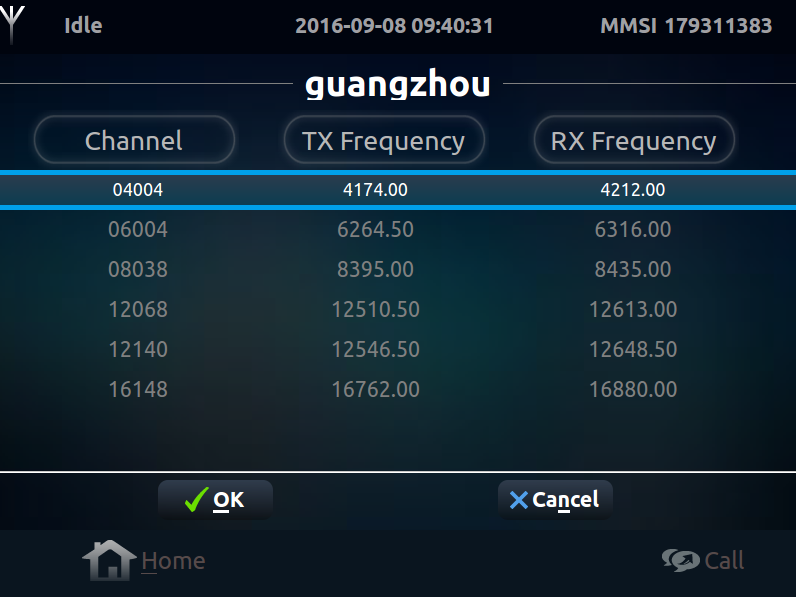 Idle 2016-09-08 09:40:31 MMSI 179311383
guangzhou
Channel TX Frequency RX Frequency
04004 4174.00 4212.00
06004 6264.50 6316.00
08038 8395.00 8435.00
12068 12510.50 12613.00
12140 12546.50 12648.50
16148 16762.00 16880.00
OK Cancel
Home Call